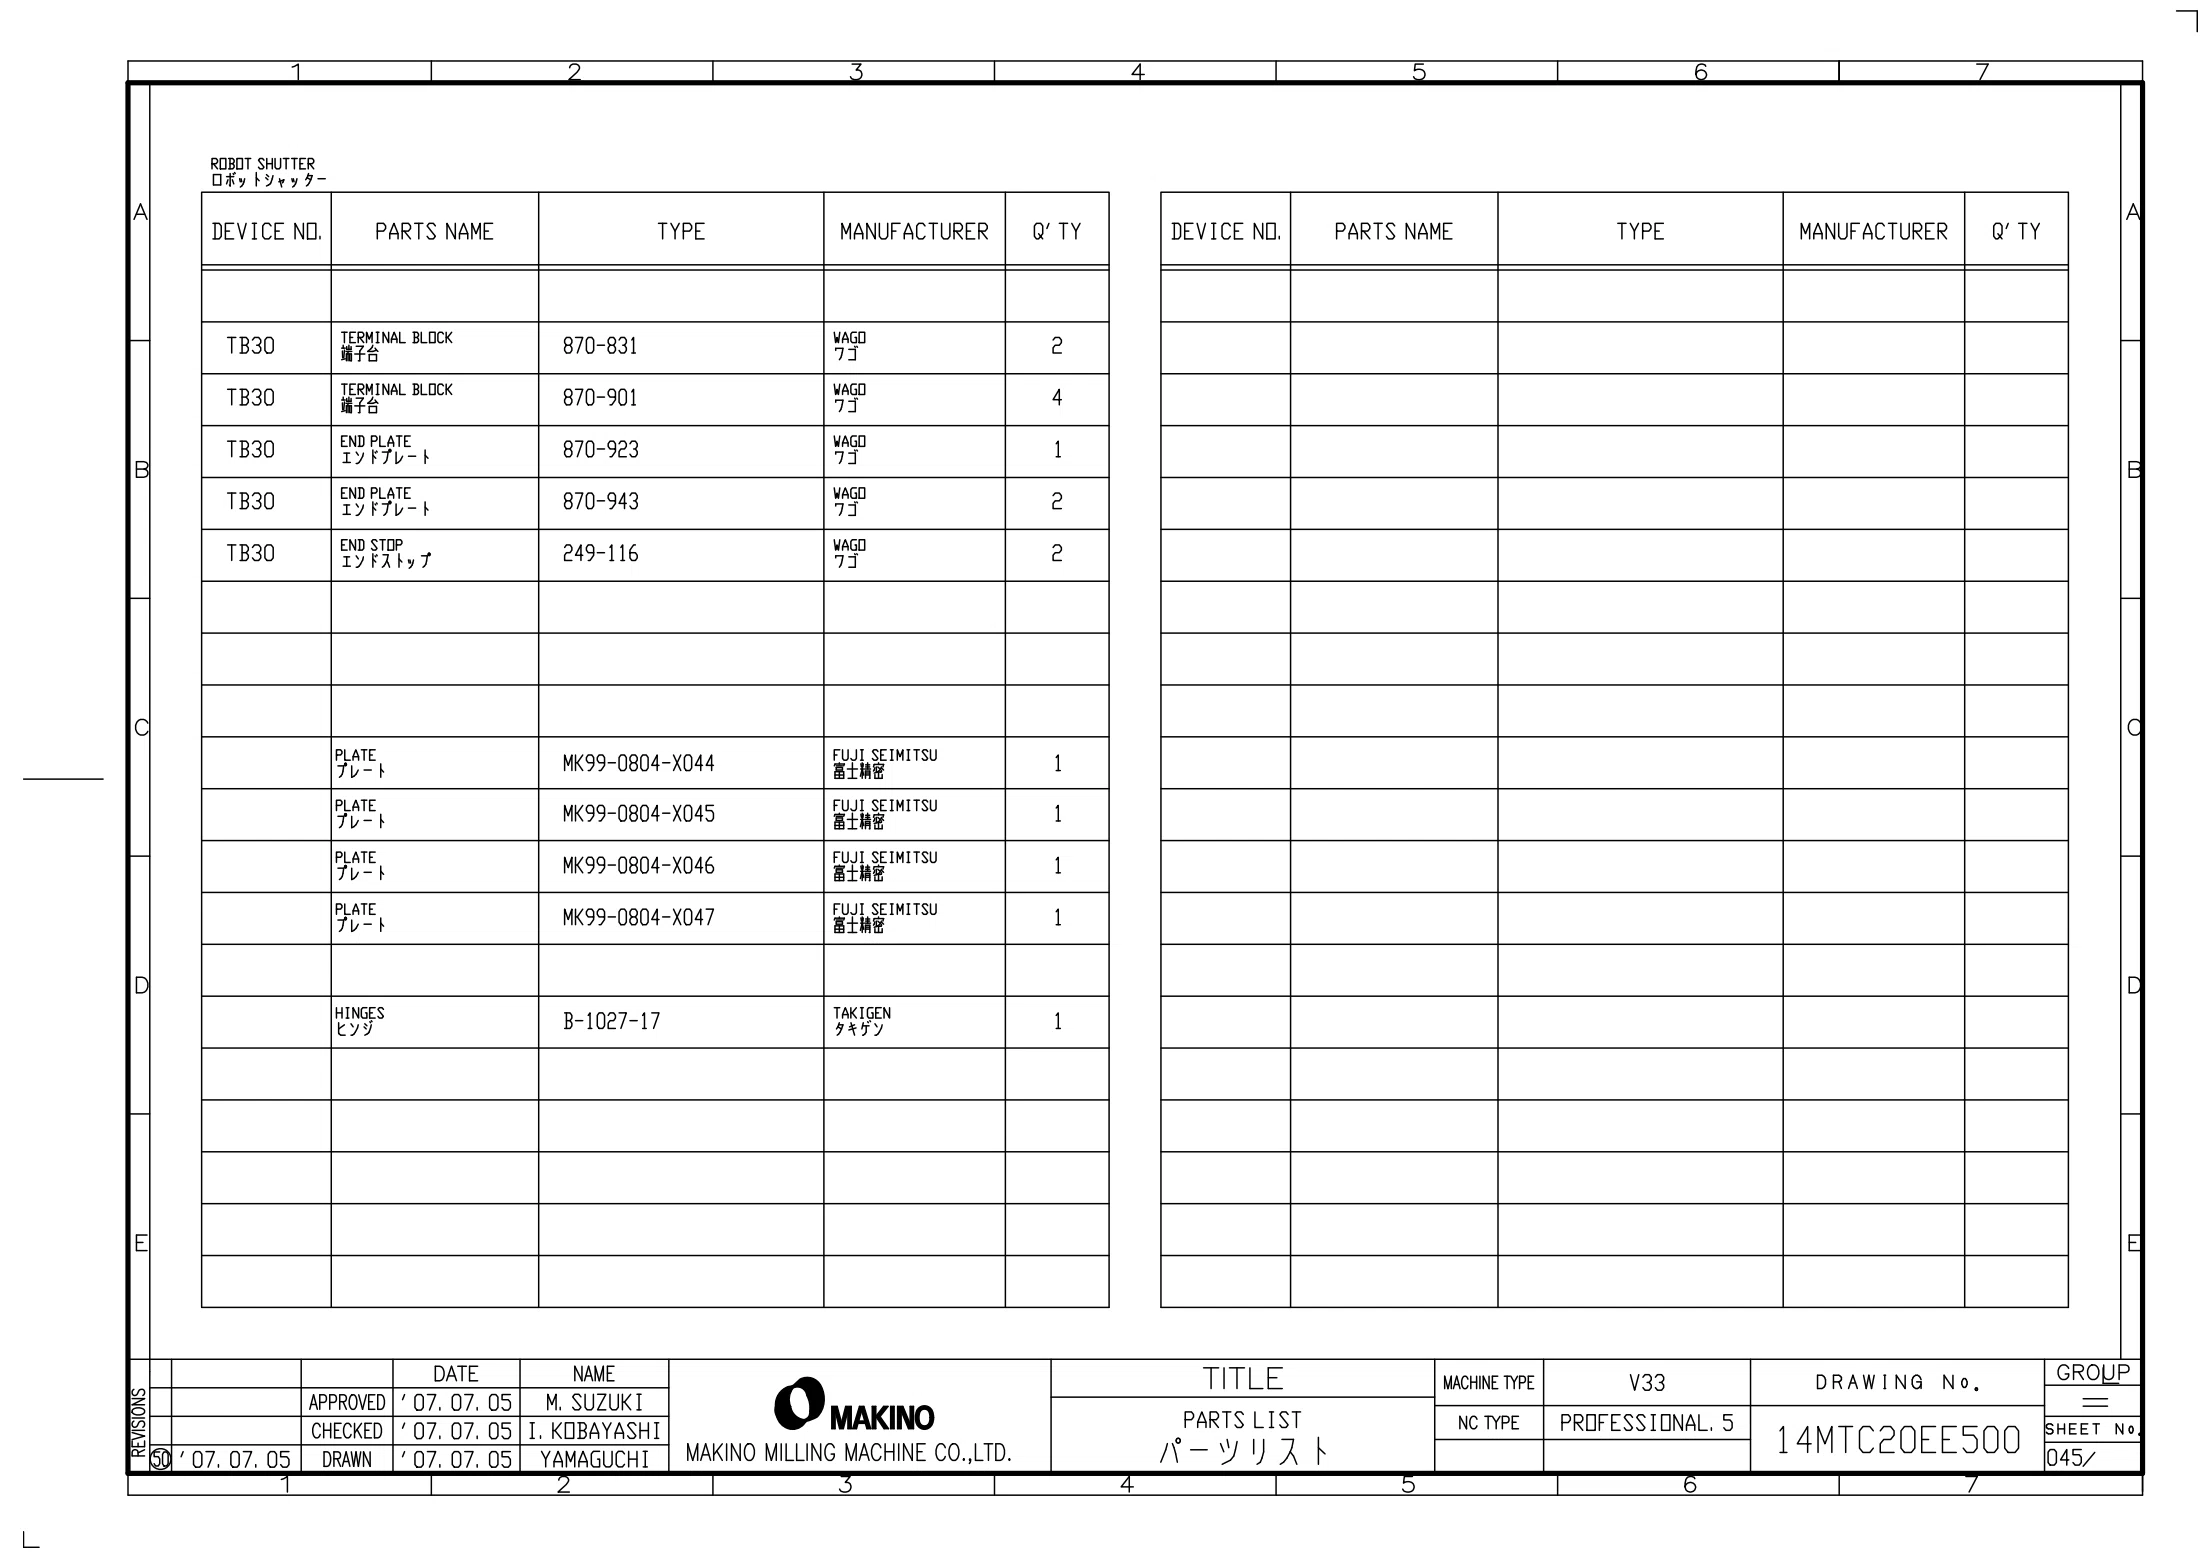 1 2 3 4 5 6 7
ROBOT SHUTTER
ロボットシャッター
A A
DEVICE NO. PARTS NAME TYPE MANUFACTURER Q' TY
DEVICE NO. PARTS NAME TYPE MANUFACTURER Q' TY
TB30 TERMINAL BLOCK 870-831 WAGO 2
端子台 ワゴ
TB30 TERMINAL BLOCK 870-901 WAGO 4
端子台 ワゴ
TB30 END PLATE 870-923 WAGO 1
エンドプレート ワゴ
B B
TB30 END PLATE 870-943 WAGO 2
エンドプレート ワゴ
TB30 END STOP 249-116 WAGO 2
エンドストップ ワゴ
C C
PLATE MK99-0804-X044 FUJI SEIMITSU 1
プレート 富士精密
PLATE MK99-0804-X045 FUJI SEIMITSU 1
プレート 富士精密
PLATE MK99-0804-X046 FUJI SEIMITSU 1
プレート 富士精密
PLATE MK99-0804-X047 FUJI SEIMITSU 1
プレート 富士精密
D D
HINGES B-1027-17 TAKIGEN 1
ヒンジ タキゲン
E E
REVISIONS
DATE NAME
APPROVED '07.07.05 M. SUZUKI
CHECKED '07.07.05 I. KOBAYASHI
50 '07.07.05 DRAWN '07.07.05 YAMAGUCHI
MAKINO
MAKINO MILLING MACHINE CO.,LTD.
TITLE
PARTS LIST
パーツリスト
MACHINE TYPE V33
NC TYPE PROFESSIONAL.5
DRAWING No.
14MTC20EE500
GROUP
=
SHEET No.
045/
1 2 3 4 5 6 7